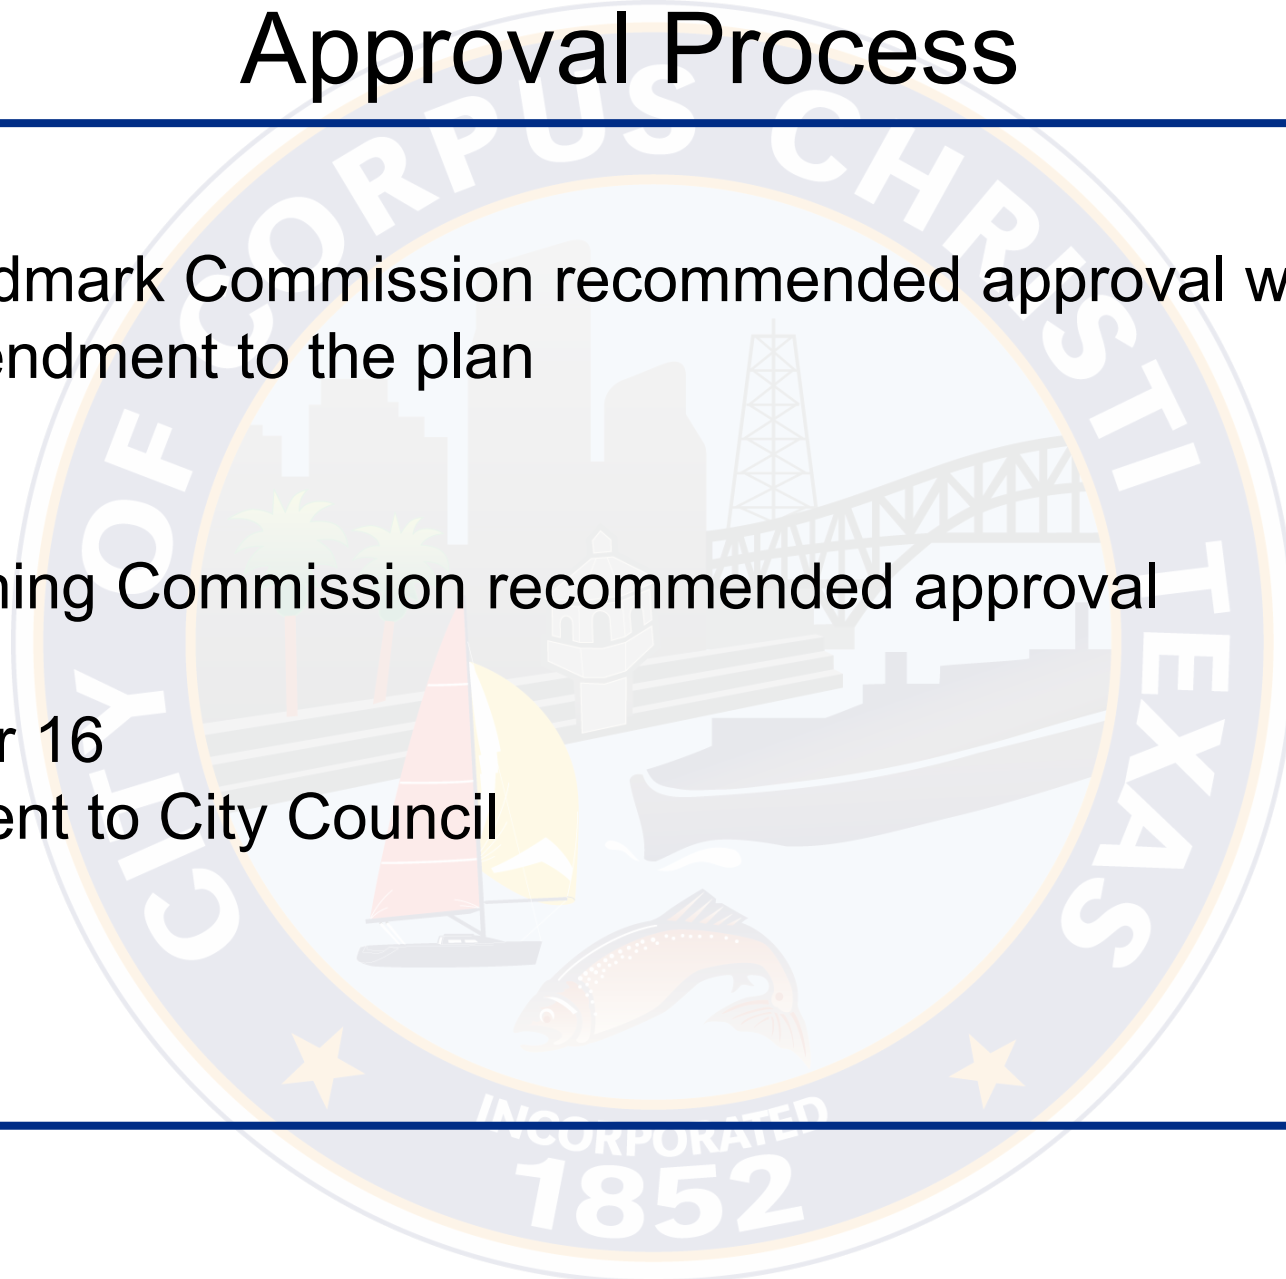 Approval Process
dmark Commission recommended approval w
endment to the plan
ning Commission recommended approval
r 16
ent to City Council
CITY OF CORPUS CHRISTI TEXAS
INCORPORATED
1852